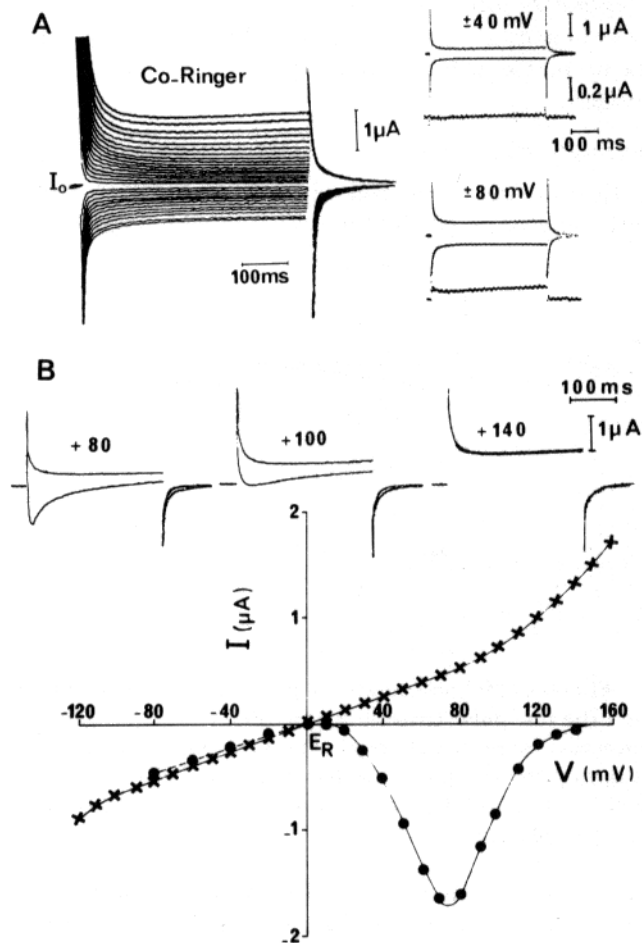 A
Co-Ringer
1µA
I₀
100ms
±40 mV
1 µA
0.2µA
100 ms
±80 mV
B
+80
+100
+140
100 ms
1µA
2
1
-1
-2
I (µA)
-120
-80
-40
0
40
80
120
160
E_R
V (mV)